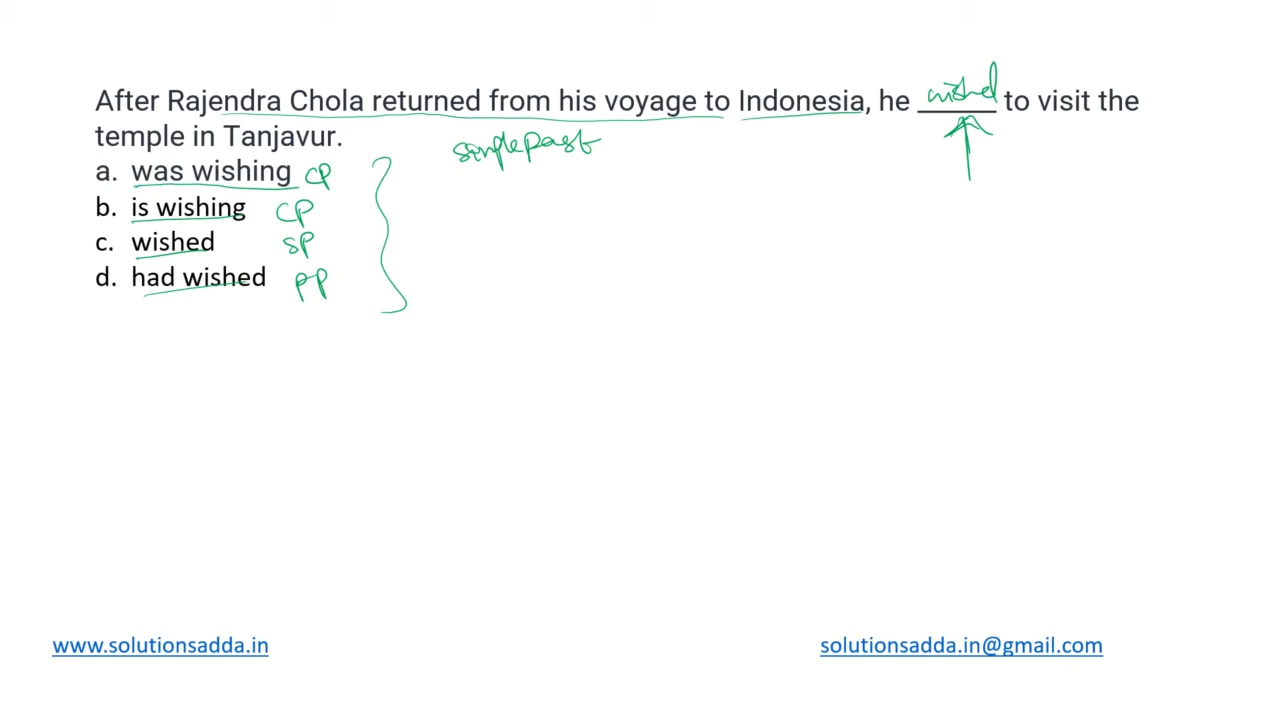 After Rajendra Chola returned from his voyage to Indonesia, he wished to visit the
temple in Tanjavur.
simple past
a. was wishing CP
b. is wishing CP
c. wished SP
d. had wished PP
www.solutionsadda.in
solutionsadda.in@gmail.com